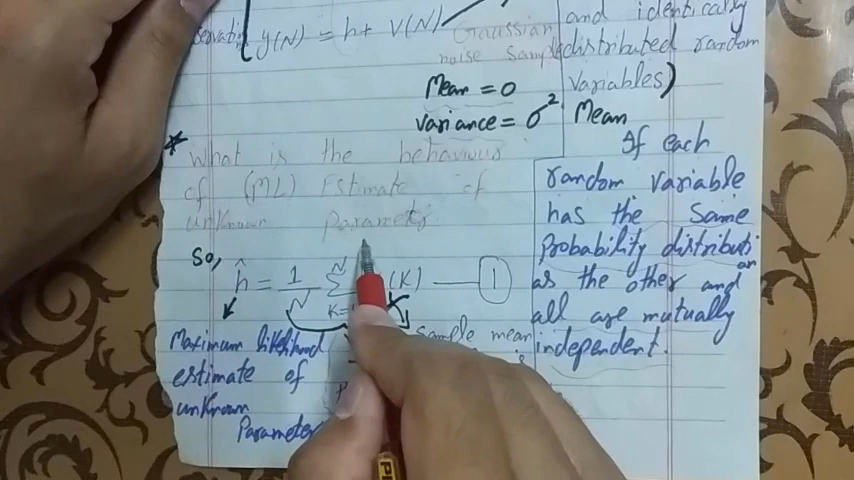 y(N) = h + V(N)
Gaussian
noise sample
and identically
distributed random
variables)
Mean = 0
Variance = σ²
Mean
* What is the behaviour
of (ML) Estimate of
unknown parameter
If each
random variable
has the same
probability distributi
on
as the other and
all are mutually
independent.
So,
ĥ = 1/N Σ (K) —— 1
N
K=
Maximum likelihood
estimate of
unknown
Parameter
sample mean